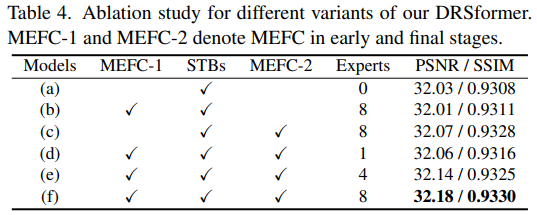 Table 4. Ablation study for different variants of our DRSformer.
MEFC-1 and MEFC-2 denote MEFC in early and final stages.
Models MEFC-1 STBs MEFC-2 Experts PSNR / SSIM
(a) ✓ 0 32.03 / 0.9308
(b) ✓ ✓ 8 32.01 / 0.9311
(c) ✓ ✓ 8 32.07 / 0.9328
(d) ✓ ✓ ✓ 1 32.06 / 0.9316
(e) ✓ ✓ ✓ 4 32.14 / 0.9325
(f) ✓ ✓ ✓ 8 32.18 / 0.9330